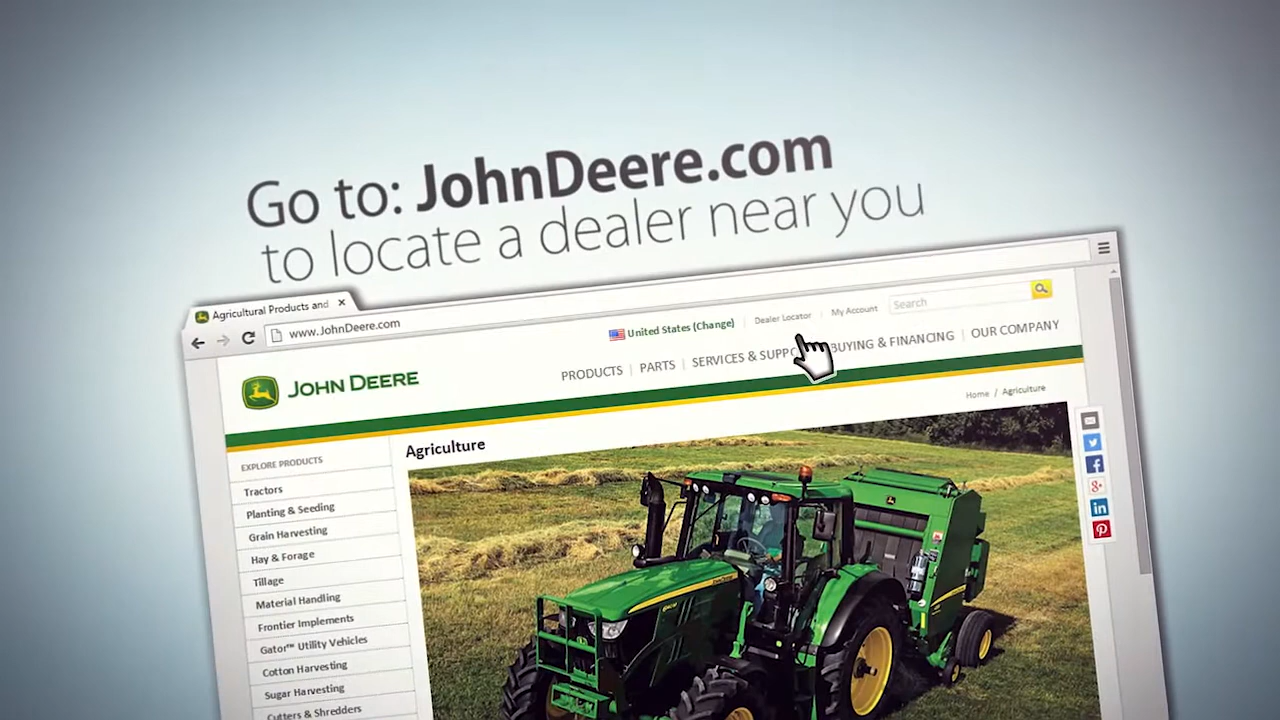 Go to: JohnDeere.com
to locate a dealer near you
Agricultural Products and
www.JohnDeere.com
United States (Change)
Dealer Locator
My Account
Search
JOHN DEERE
PRODUCTS | PARTS | SERVICES & SUPPO BUYING & FINANCING | OUR COMPANY
Home / Agriculture
EXPLORE PRODUCTS
Tractors
Planting & Seeding
Grain Harvesting
Hay & Forage
Tillage
Material Handling
Frontier Implements
Gator™ Utility Vehicles
Cotton Harvesting
Sugar Harvesting
Cutters & Shredders
Agriculture